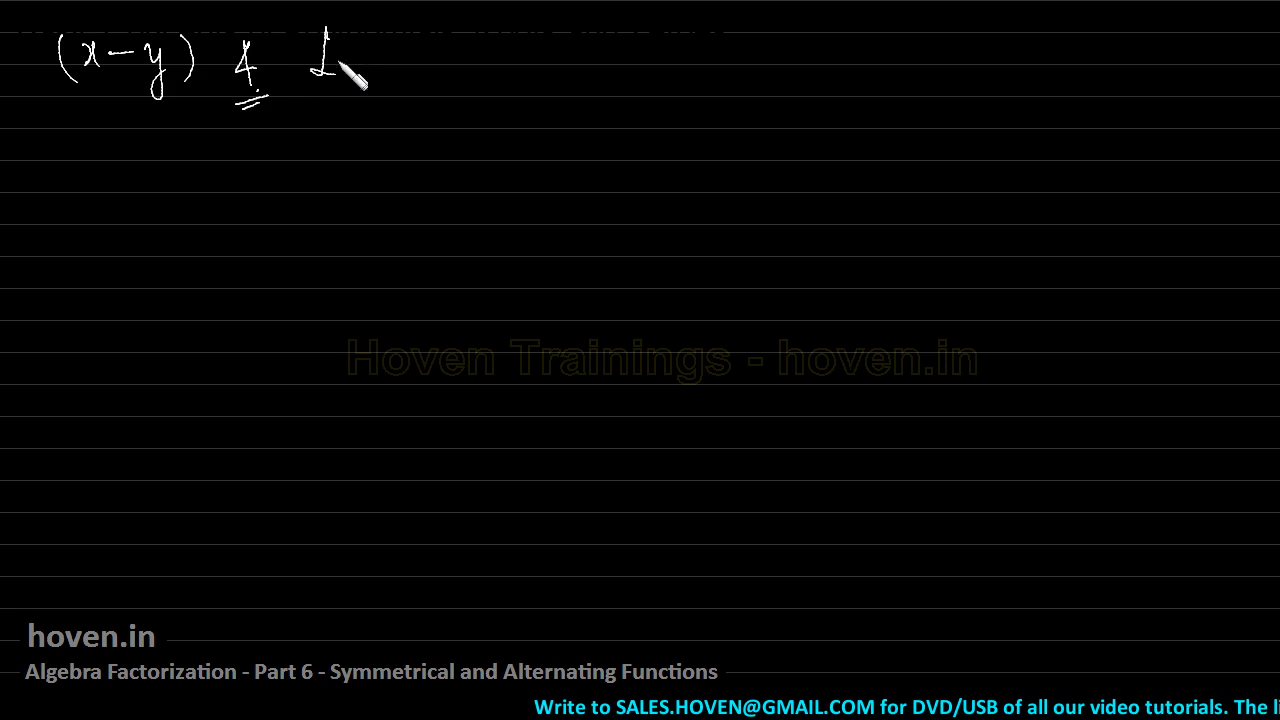 (x-y) 4 1
Hoven Trainings - hoven.in
hoven.in
Algebra Factorization - Part 6 - Symmetrical and Alternating Functions
Write to SALES.HOVEN@GMAIL.COM for DVD/USB of all our video tutorials. The